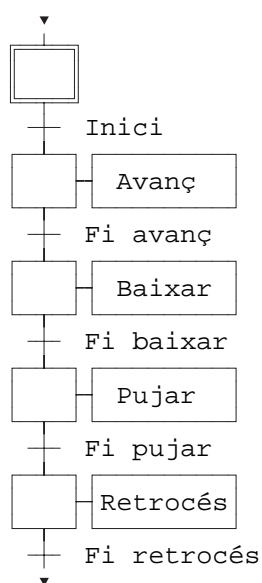 Inici
Avanç
Fi avanç
Baixar
Fi baixar
Pujar
Fi pujar
Retrocés
Fi retrocés